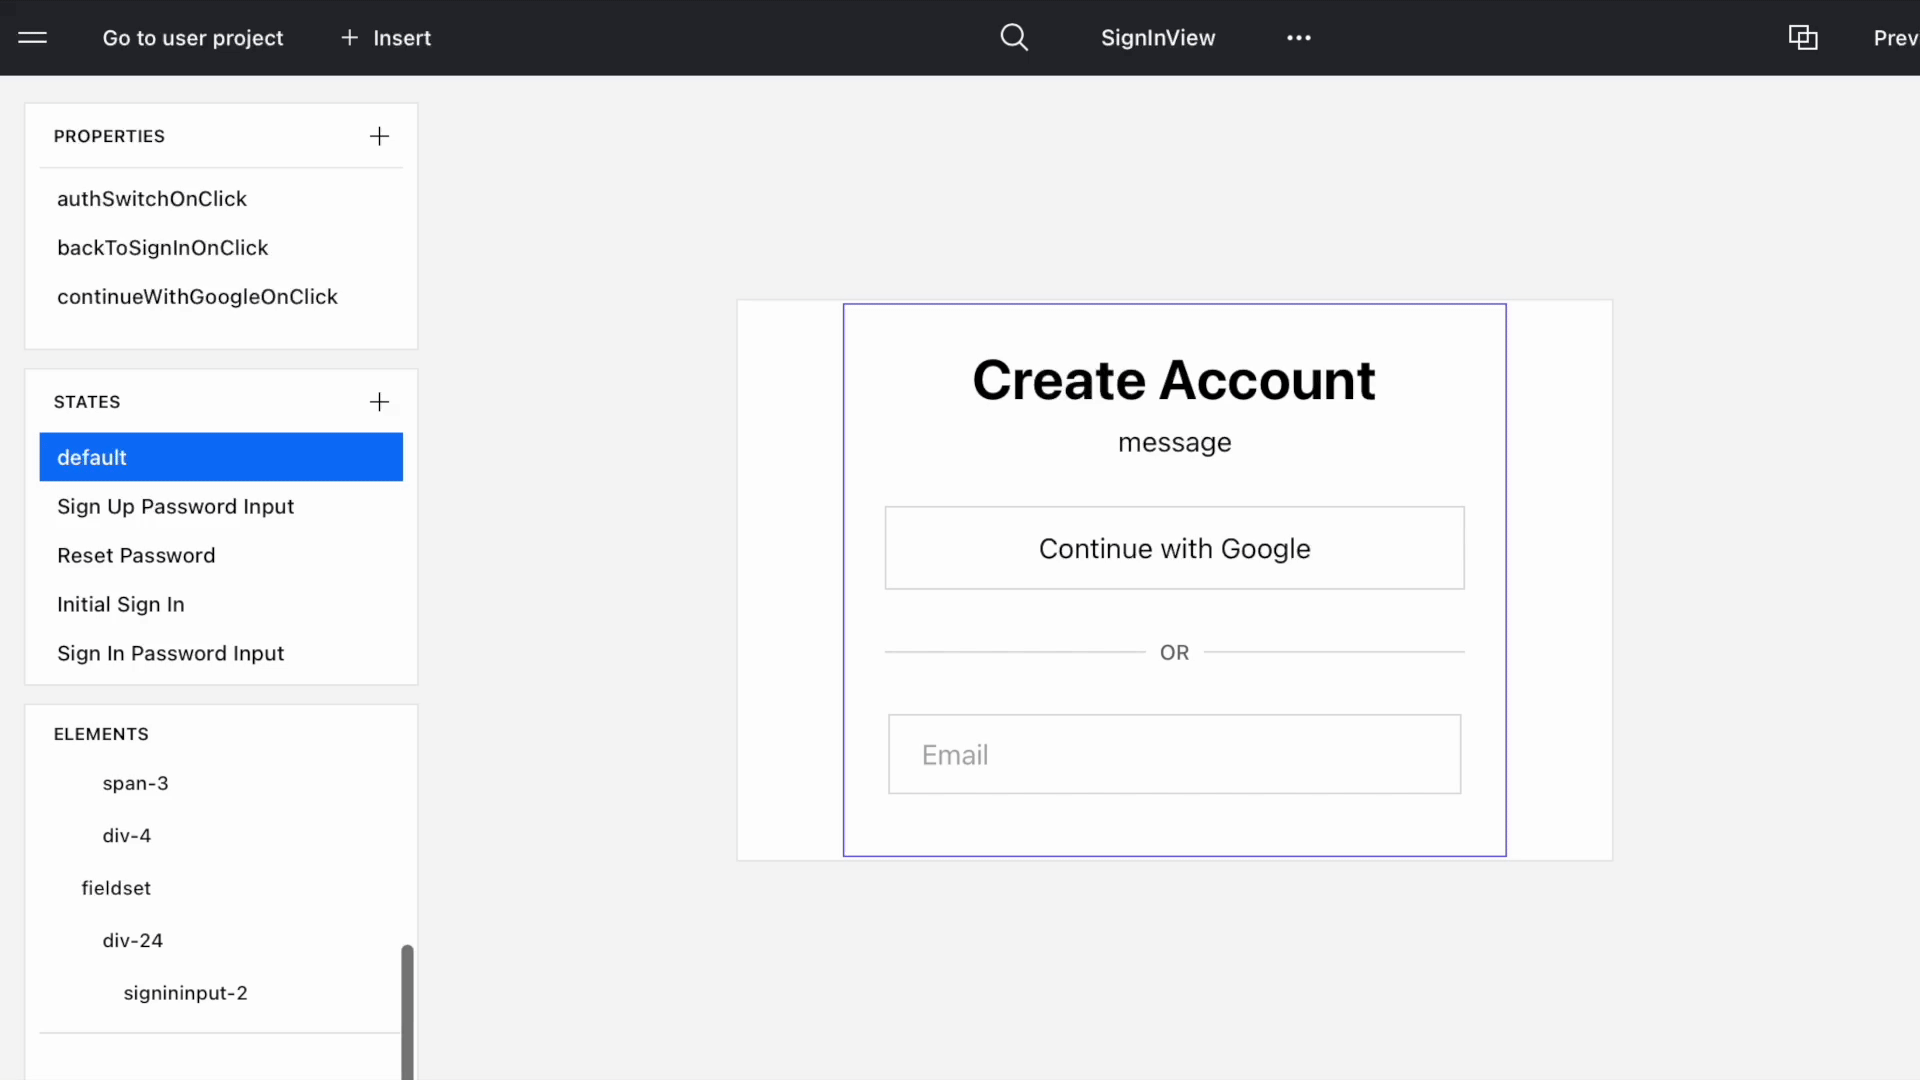 Go to user project
Insert
SignInView
Prev
PROPERTIES
authSwitchOnClick
backToSignInOnClick
continueWithGoogleOnClick
STATES
default
Sign Up Password Input
Reset Password
Initial Sign In
Sign In Password Input
ELEMENTS
span-3
div-4
fieldset
div-24
signininput-2
Create Account
message
Continue with Google
OR
Email